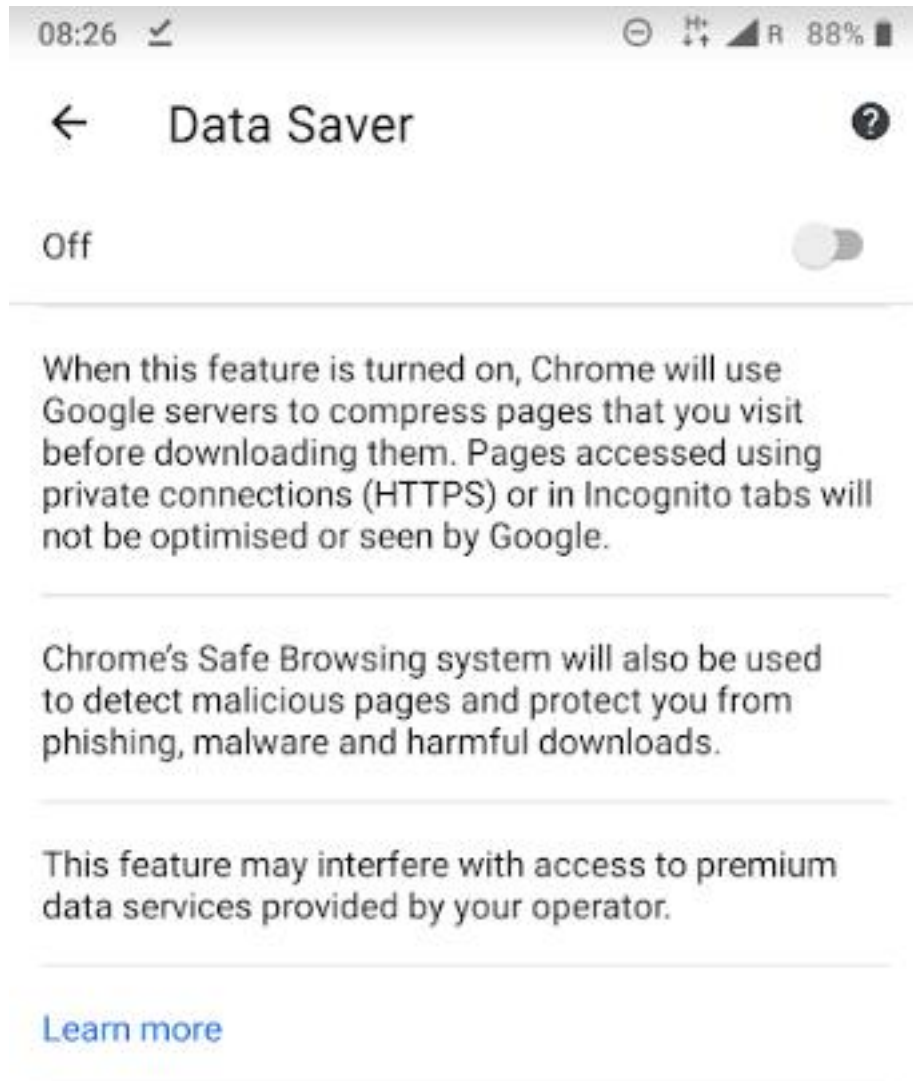 08:26 H+ R 88%
Data Saver ?
Off
When this feature is turned on, Chrome will use
Google servers to compress pages that you visit
before downloading them. Pages accessed using
private connections (HTTPS) or in Incognito tabs will
not be optimised or seen by Google.
Chrome's Safe Browsing system will also be used
to detect malicious pages and protect you from
phishing, malware and harmful downloads.
This feature may interfere with access to premium
data services provided by your operator.
Learn more